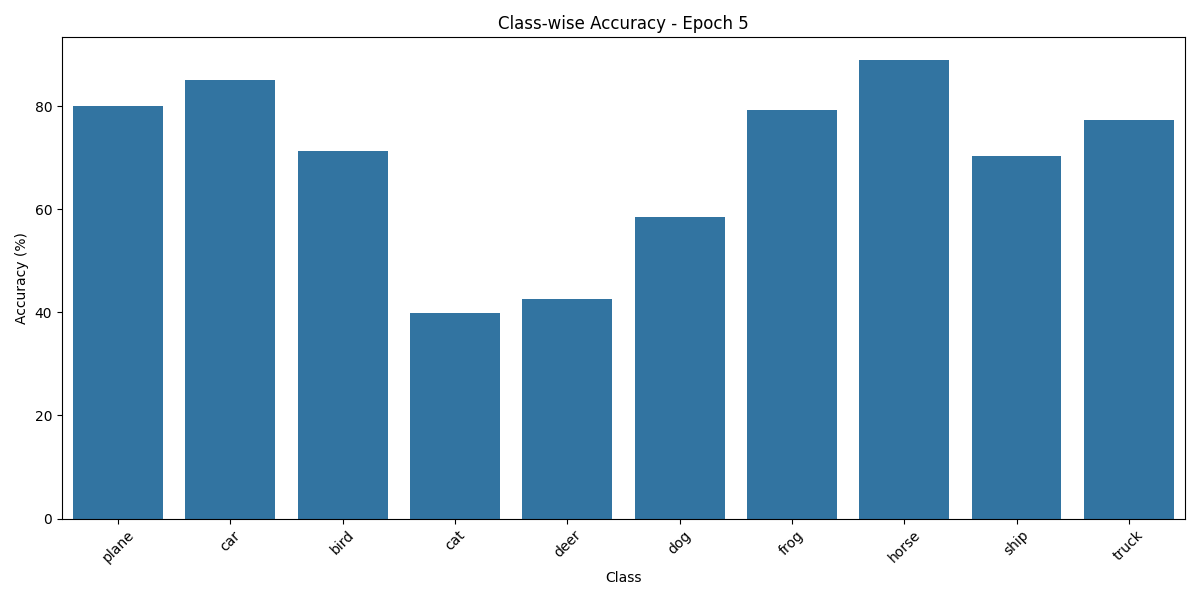 Class-wise Accuracy - Epoch 5
Accuracy (%)
80
60
40
20
0
plane
car
bird
cat
deer
dog
frog
horse
ship
truck
Class